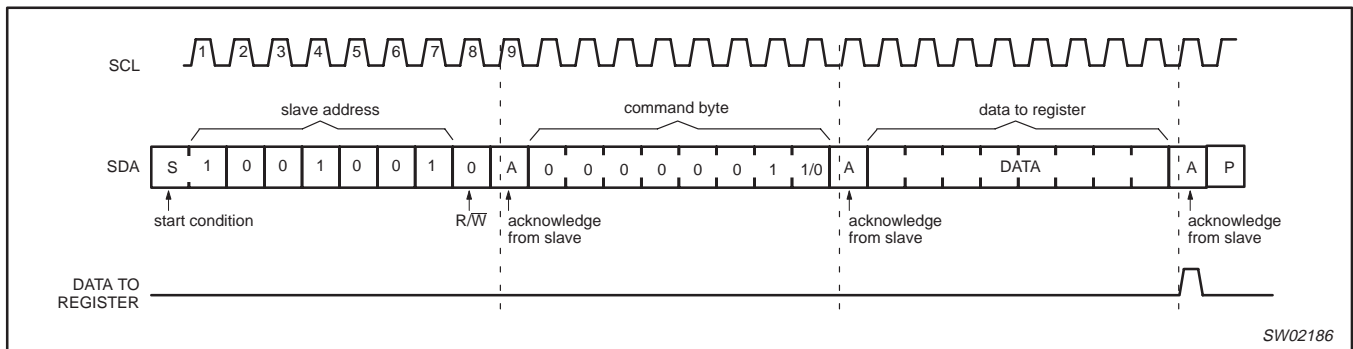 SCL 1 2 3 4 5 6 7 8 9
slave address command byte data to register
SDA S 1 0 0 1 0 0 1 0 A 0 0 0 0 0 0 1 1/0 A DATA A P
start condition R/W̅ acknowledge from slave acknowledge from slave acknowledge from slave
DATA TO
REGISTER
SW02186